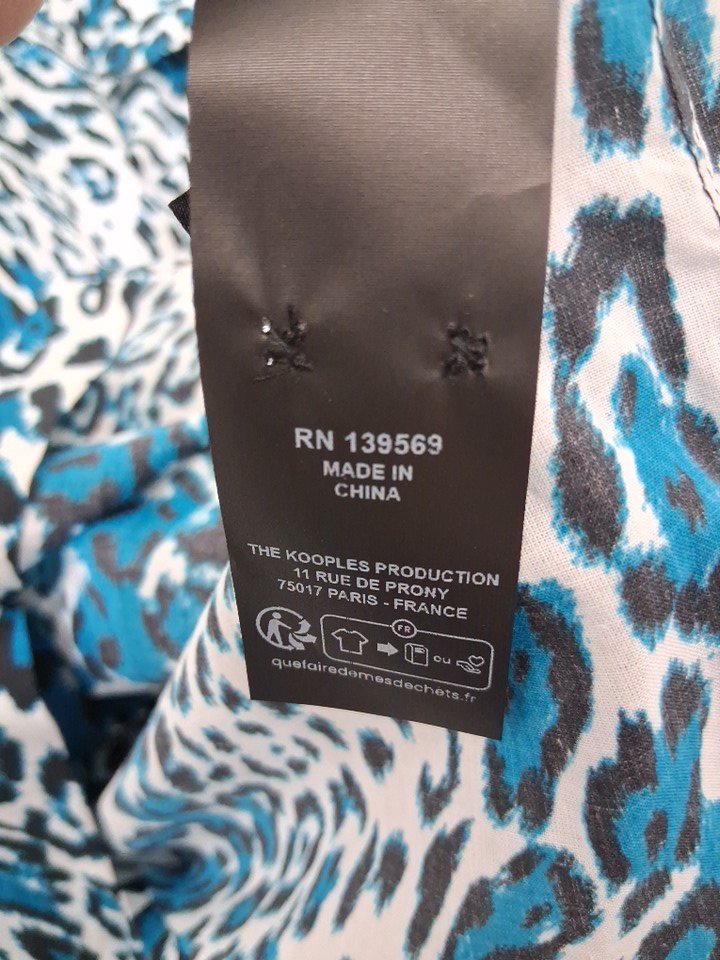 RN 139569
MADE IN
CHINA
THE KOOPLES PRODUCTION
11 RUE DE PRONY
75017 PARIS - FRANCE
FR
ou
quefairedemesdechets.fr